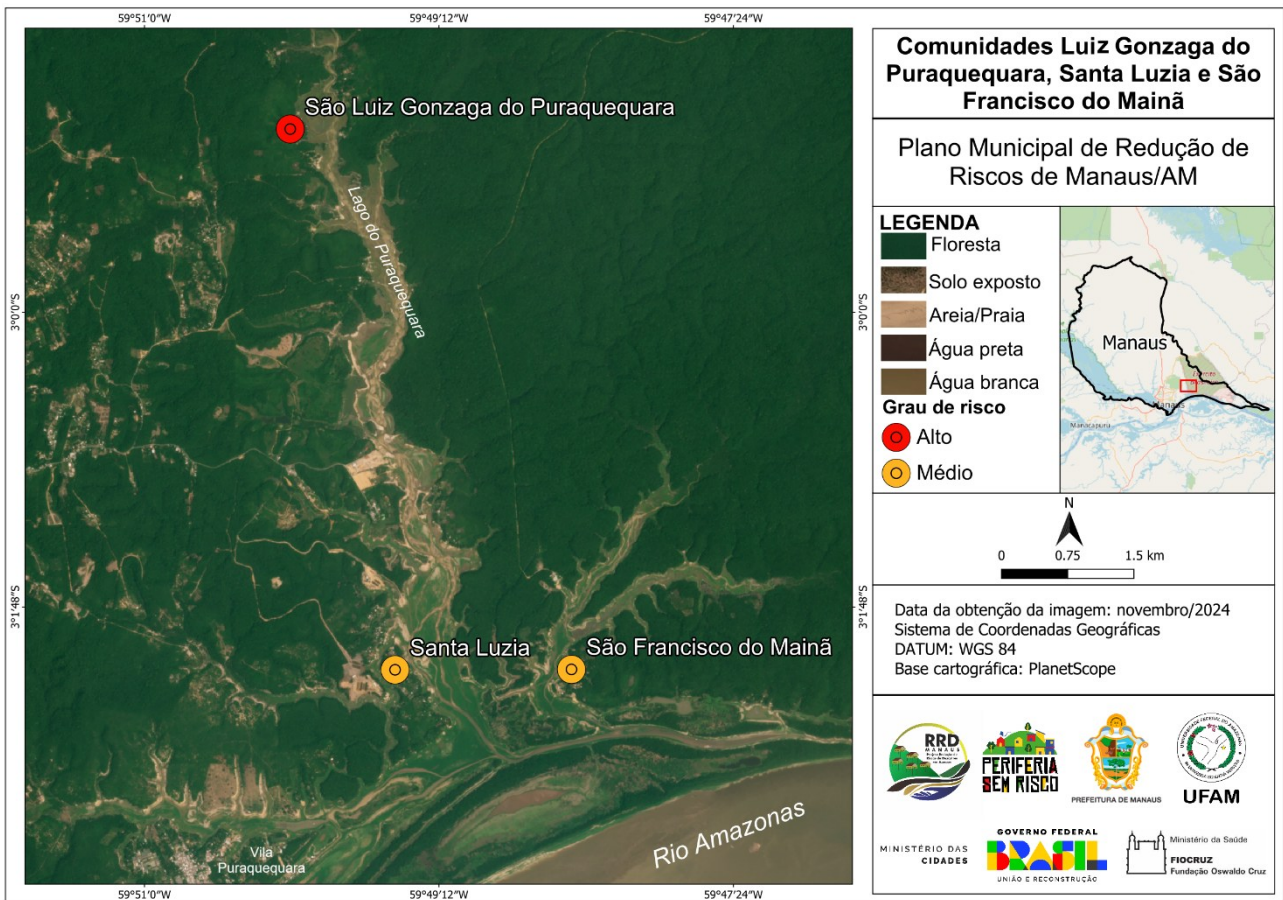 59°51'0"W
59°49'12"W
59°47'24"W
São Luiz Gonzaga do Puraquequara
Lago do Puraquequara
3°0'0"S
3°0'0"S
3°1'48"S
3°1'48"S
Santa Luzia
São Francisco do Mainã
Vila
Puraquequara
Rio Amazonas
59°51'0"W
59°49'12"W
59°47'24"W
Comunidades Luiz Gonzaga do
Puraquequara, Santa Luzia e São
Francisco do Mainã
Plano Municipal de Redução de
Riscos de Manaus/AM
LEGENDA
Floresta
Solo exposto
Areia/Praia
Água preta
Água branca
Grau de risco
Alto
Médio
Manaus
Manaus
Manacapuru
N
0 0.75 1.5 km
Data da obtenção da imagem: novembro/2024
Sistema de Coordenadas Geográficas
DATUM: WGS 84
Base cartográfica: PlanetScope
RRD
MANAUS
PERIFERIA
SEM RISCO
PREFEITURA DE MANAUS
UFAM
MINISTÉRIO DAS
CIDADES
GOVERNO FEDERAL
BRASIL
UNIÃO E RECONSTRUÇÃO
Ministério da Saúde
FIOCRUZ
Fundação Oswaldo Cruz